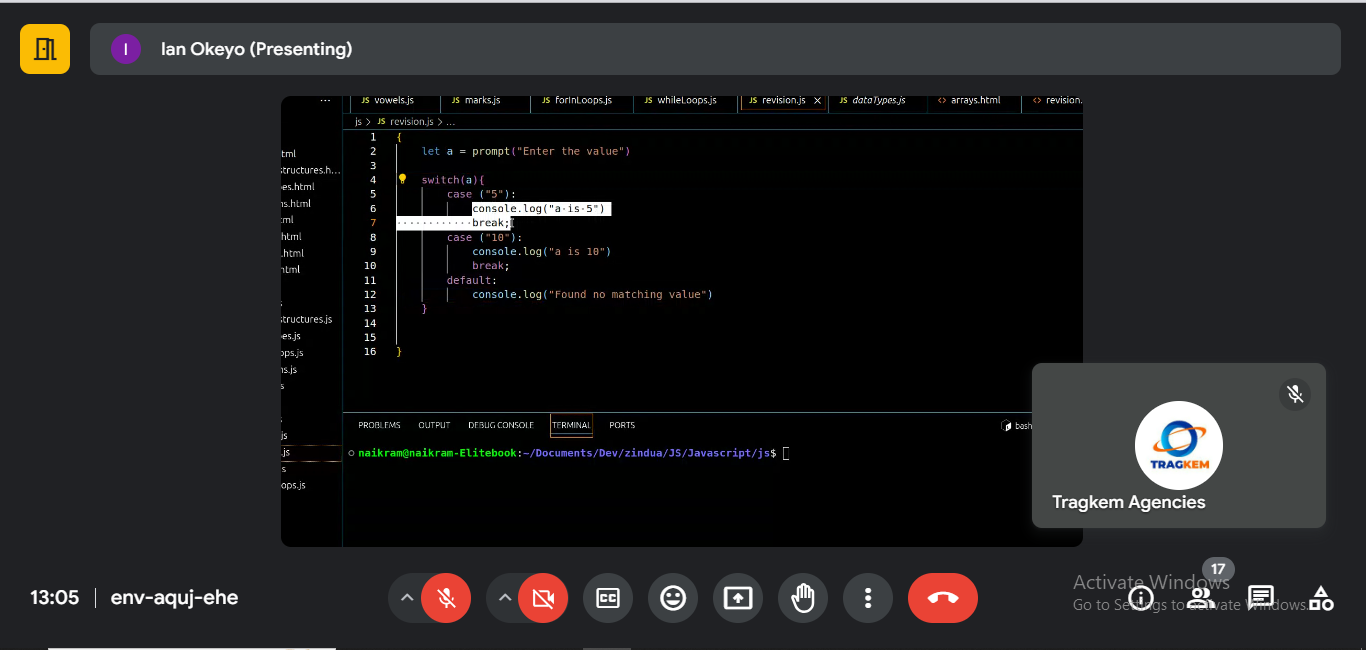 I Ian Okeyo (Presenting)
... JS vowels.js JS marks.js JS forInLoops.js JS whileLoops.js JS revision.js × JS dataTypes.js <> arrays.html <> revision.
js > JS revision.js > ...
1 {
2 let a = prompt("Enter the value")
3
4 switch(a){
5 case ("5"):
6 console.log("a·is·5")
7 ············break;
8 case ("10"):
9 console.log("a is 10")
10 break;
11 default:
12 console.log("Found no matching value")
13 }
14
15
16 }
tml
structures.h...
es.html
ns.html
ml
html
.html
html
structures.js
es.js
ops.js
ns.js
s
js
.js
s
ops.js
PROBLEMS OUTPUT DEBUG CONSOLE TERMINAL PORTS bash
naikram@naikram-Elitebook:~/Documents/Dev/zindua/JS/Javascript/js$
TRAGKEM
Tragkem Agencies
13:05 | env-aquj-ehe
CC
17
Activate Windows
Go to Settings to activate Windows.